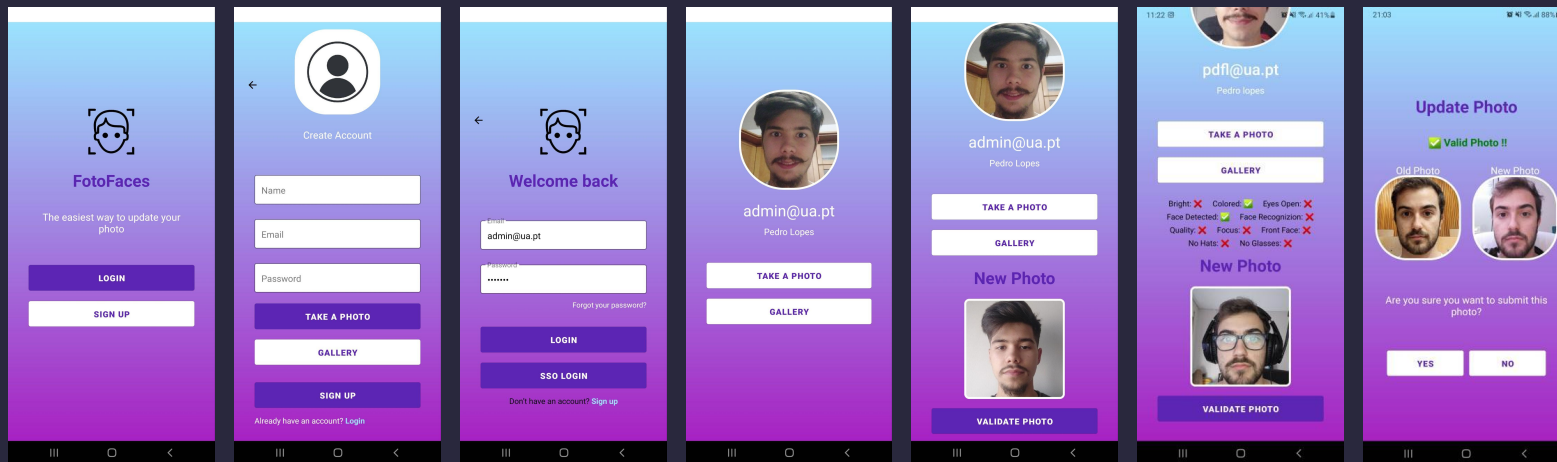 FotoFaces
The easiest way to update your
photo
LOGIN
SIGN UP
Create Account
Name
Email
Password
TAKE A PHOTO
GALLERY
SIGN UP
Already have an account? Login
Welcome back
Email
admin@ua.pt
Password
•••••••
Forgot your password?
LOGIN
SSO LOGIN
Don't have an account? Sign up
admin@ua.pt
Pedro Lopes
TAKE A PHOTO
GALLERY
admin@ua.pt
Pedro Lopes
TAKE A PHOTO
GALLERY
New Photo
VALIDATE PHOTO
11:22 41%
pdfl@ua.pt
Pedro lopes
TAKE A PHOTO
GALLERY
Bright: ❌ Colored: ✅ Eyes Open: ❌
Face Detected: ✅ Face Recognizion: ❌
Quality: ❌ Focus: ❌ Front Face: ❌
No Hats: ❌ No Glasses: ❌
New Photo
VALIDATE PHOTO
21:03 88%
Update Photo
✅ Valid Photo !!
Old Photo New Photo
Are you sure you want to submit this
photo?
YES NO